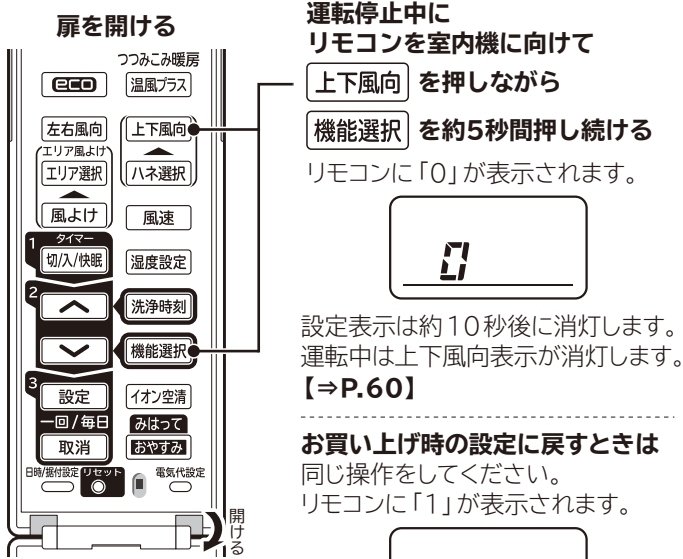 扉を開ける
つつみこみ暖房
eco
温風プラス
左右風向
上下風向
エリア風よけ
エリア選択
ハネ選択
風よけ
風速
1
タイマー
切/入/快眠
湿度設定
2
洗浄時刻
機能選択
3
設定
イオン空清
一回/毎日
みはって
取消
おやすみ
日時/据付設定
リセット
電気代設定
開ける
運転停止中に
リモコンを室内機に向けて
上下風向 を押しながら
機能選択 を約5秒間押し続ける
リモコンに「0」が表示されます。
0
設定表示は約10秒後に消灯します。
運転中は上下風向表示が消灯します。
【⇒P.60】
お買い上げ時の設定に戻すときは
同じ操作をしてください。
リモコンに「1」が表示されます。